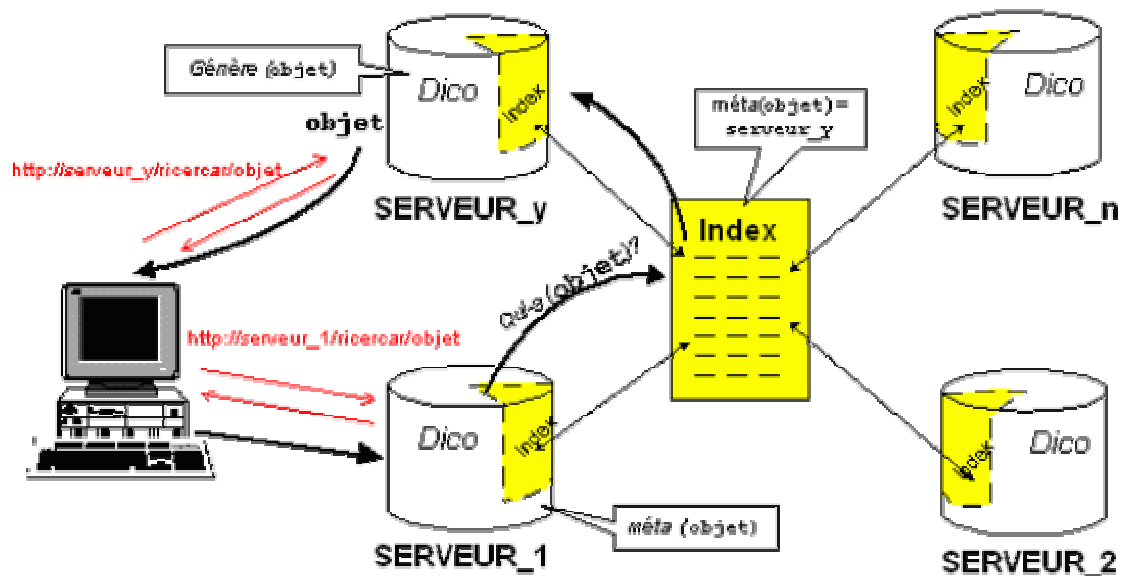 Génère (objet)
Dico
Index
objet
http://serveur_y/ricercar/objet
SERVEUR_y
méta(objet)=
serveur_y
Index
Dico
SERVEUR_n
Index
Qui-a (objet)?
http://serveur_1/ricercar/objet
Dico
Index
méta (objet)
SERVEUR_1
Index
Dico
SERVEUR_2